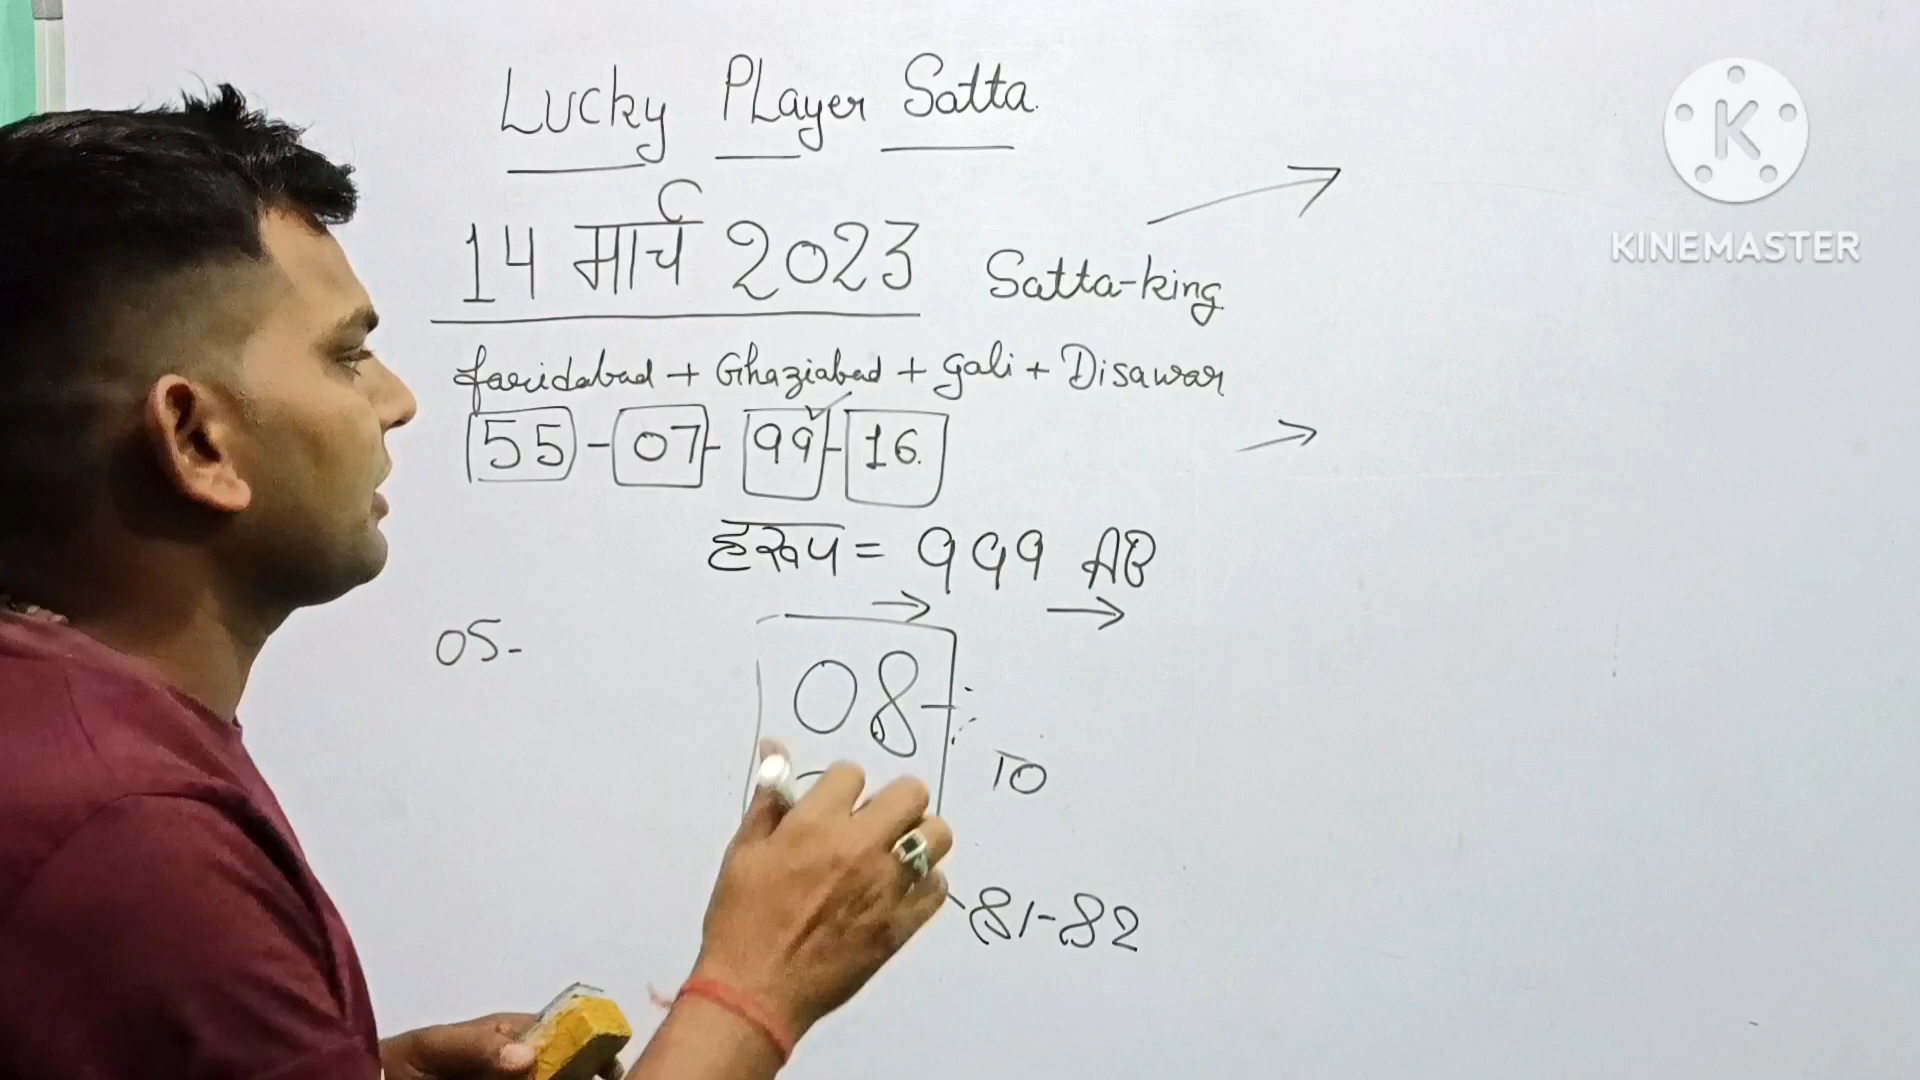 Lucky Player Satta
14 मार्च 2023
Satta-king
faridabad + Ghaziabad + gali + Disawar
55-07-99-16.
हरूप = 999 AB
05-
08-
10
81-82
K
KINEMASTER